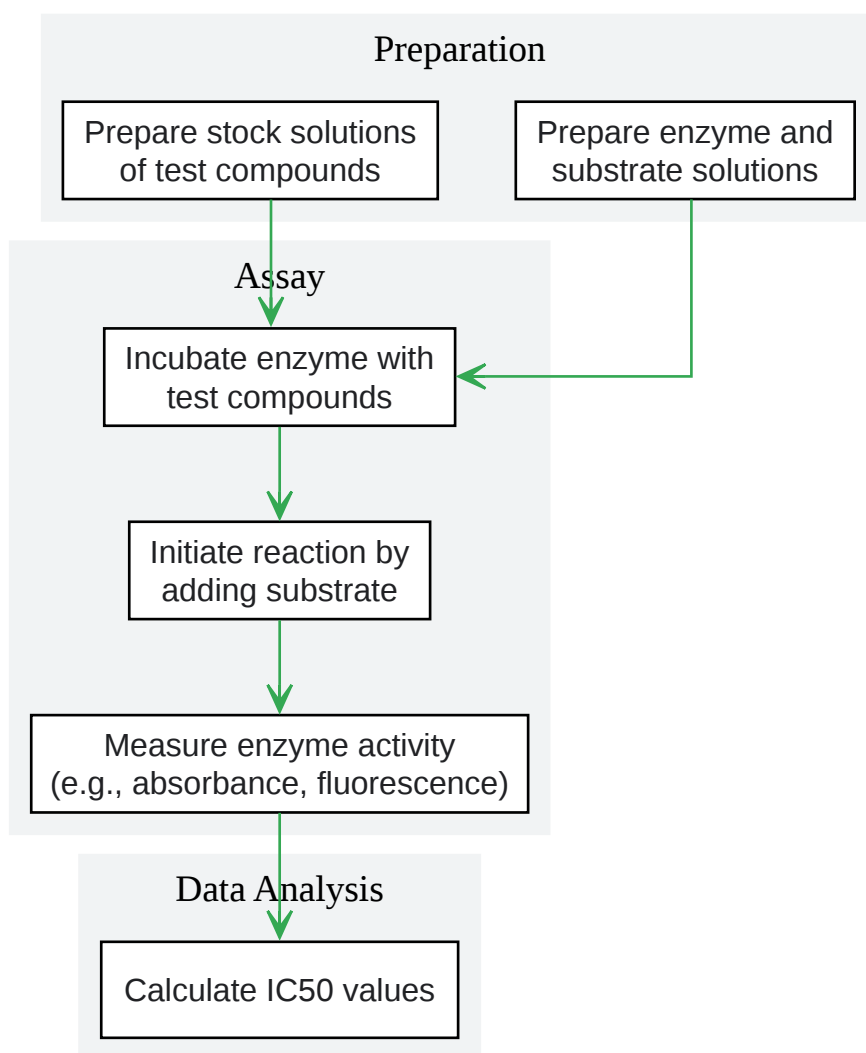 Preparation
Prepare stock solutions
of test compounds
Prepare enzyme and
substrate solutions
Assay
Incubate enzyme with
test compounds
Initiate reaction by
adding substrate
Measure enzyme activity
(e.g., absorbance, fluorescence)
Data Analysis
Calculate IC50 values